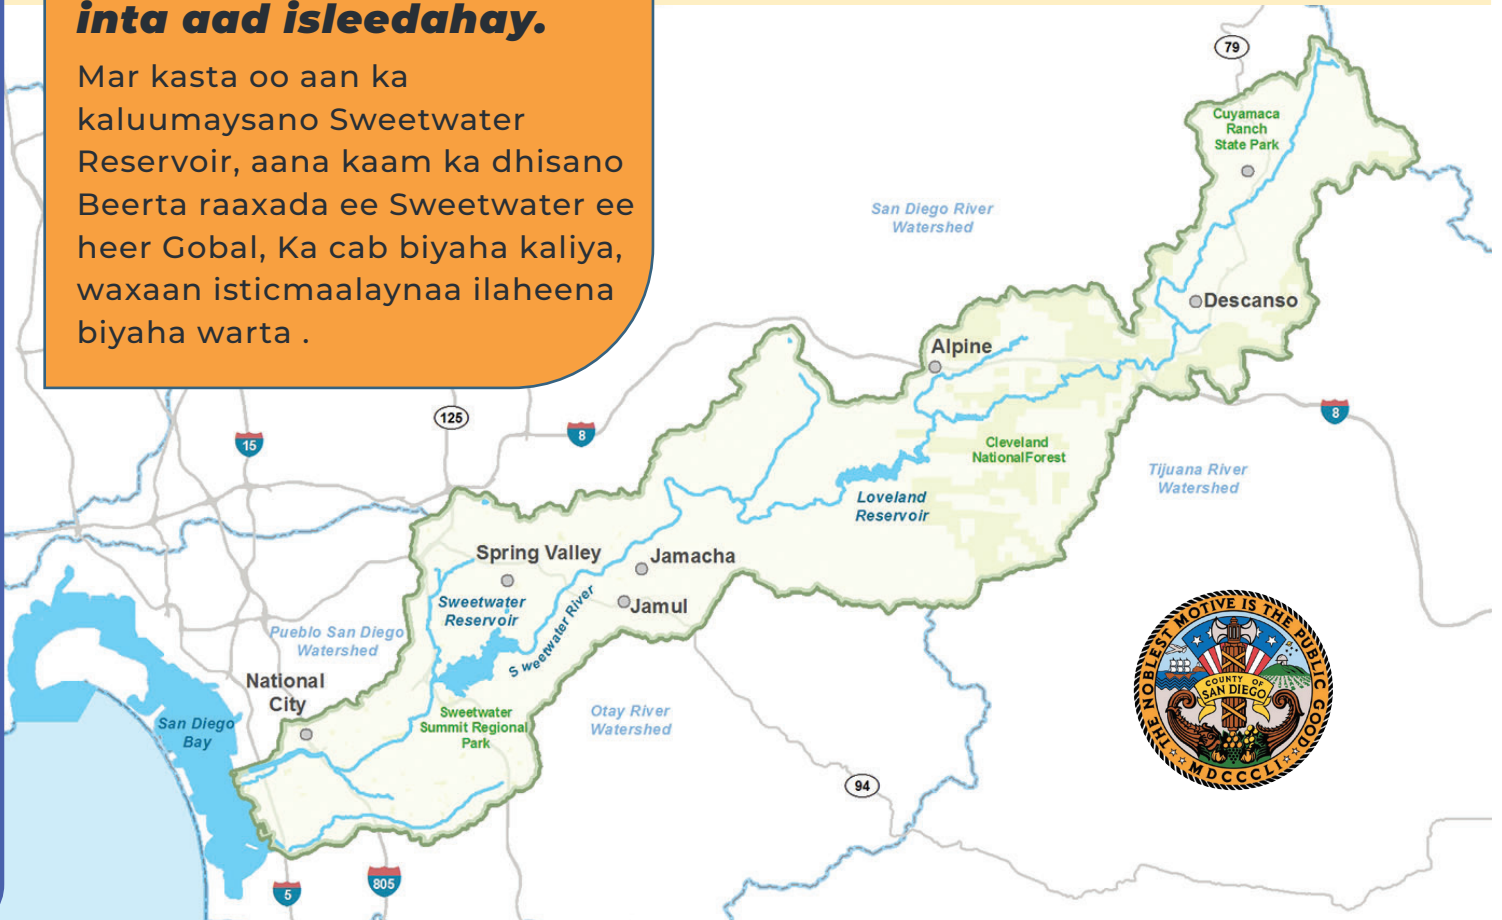 inta aad isleedahay.
Mar kasta oo aan ka
kaluumaysano Sweetwater
Reservoir, aana kaam ka dhisano
Beerta raaxada ee Sweetwater ee
heer Gobal, Ka cab biyaha kaliya,
waxaan isticmaalaynaa ilaheena
biyaha warta .
79
Cuyamaca
Ranch
State Park
San Diego River
Watershed
Descanso
Alpine
125
15
8
8
Cleveland
NationalForest
Tijuana River
Watershed
Loveland
Reservoir
Spring Valley
Jamacha
Sweetwater
Reservoir
Jamul
Sweetwater River
Pueblo San Diego
Watershed
National
City
San Diego
Bay
Sweetwater
Summit Regional
Park
Otay River
Watershed
94
805
5
THE NOBLEST MOTIVE IS THE PUBLIC GOOD
COUNTY OF
SAN DIEGO
MDCCCLI